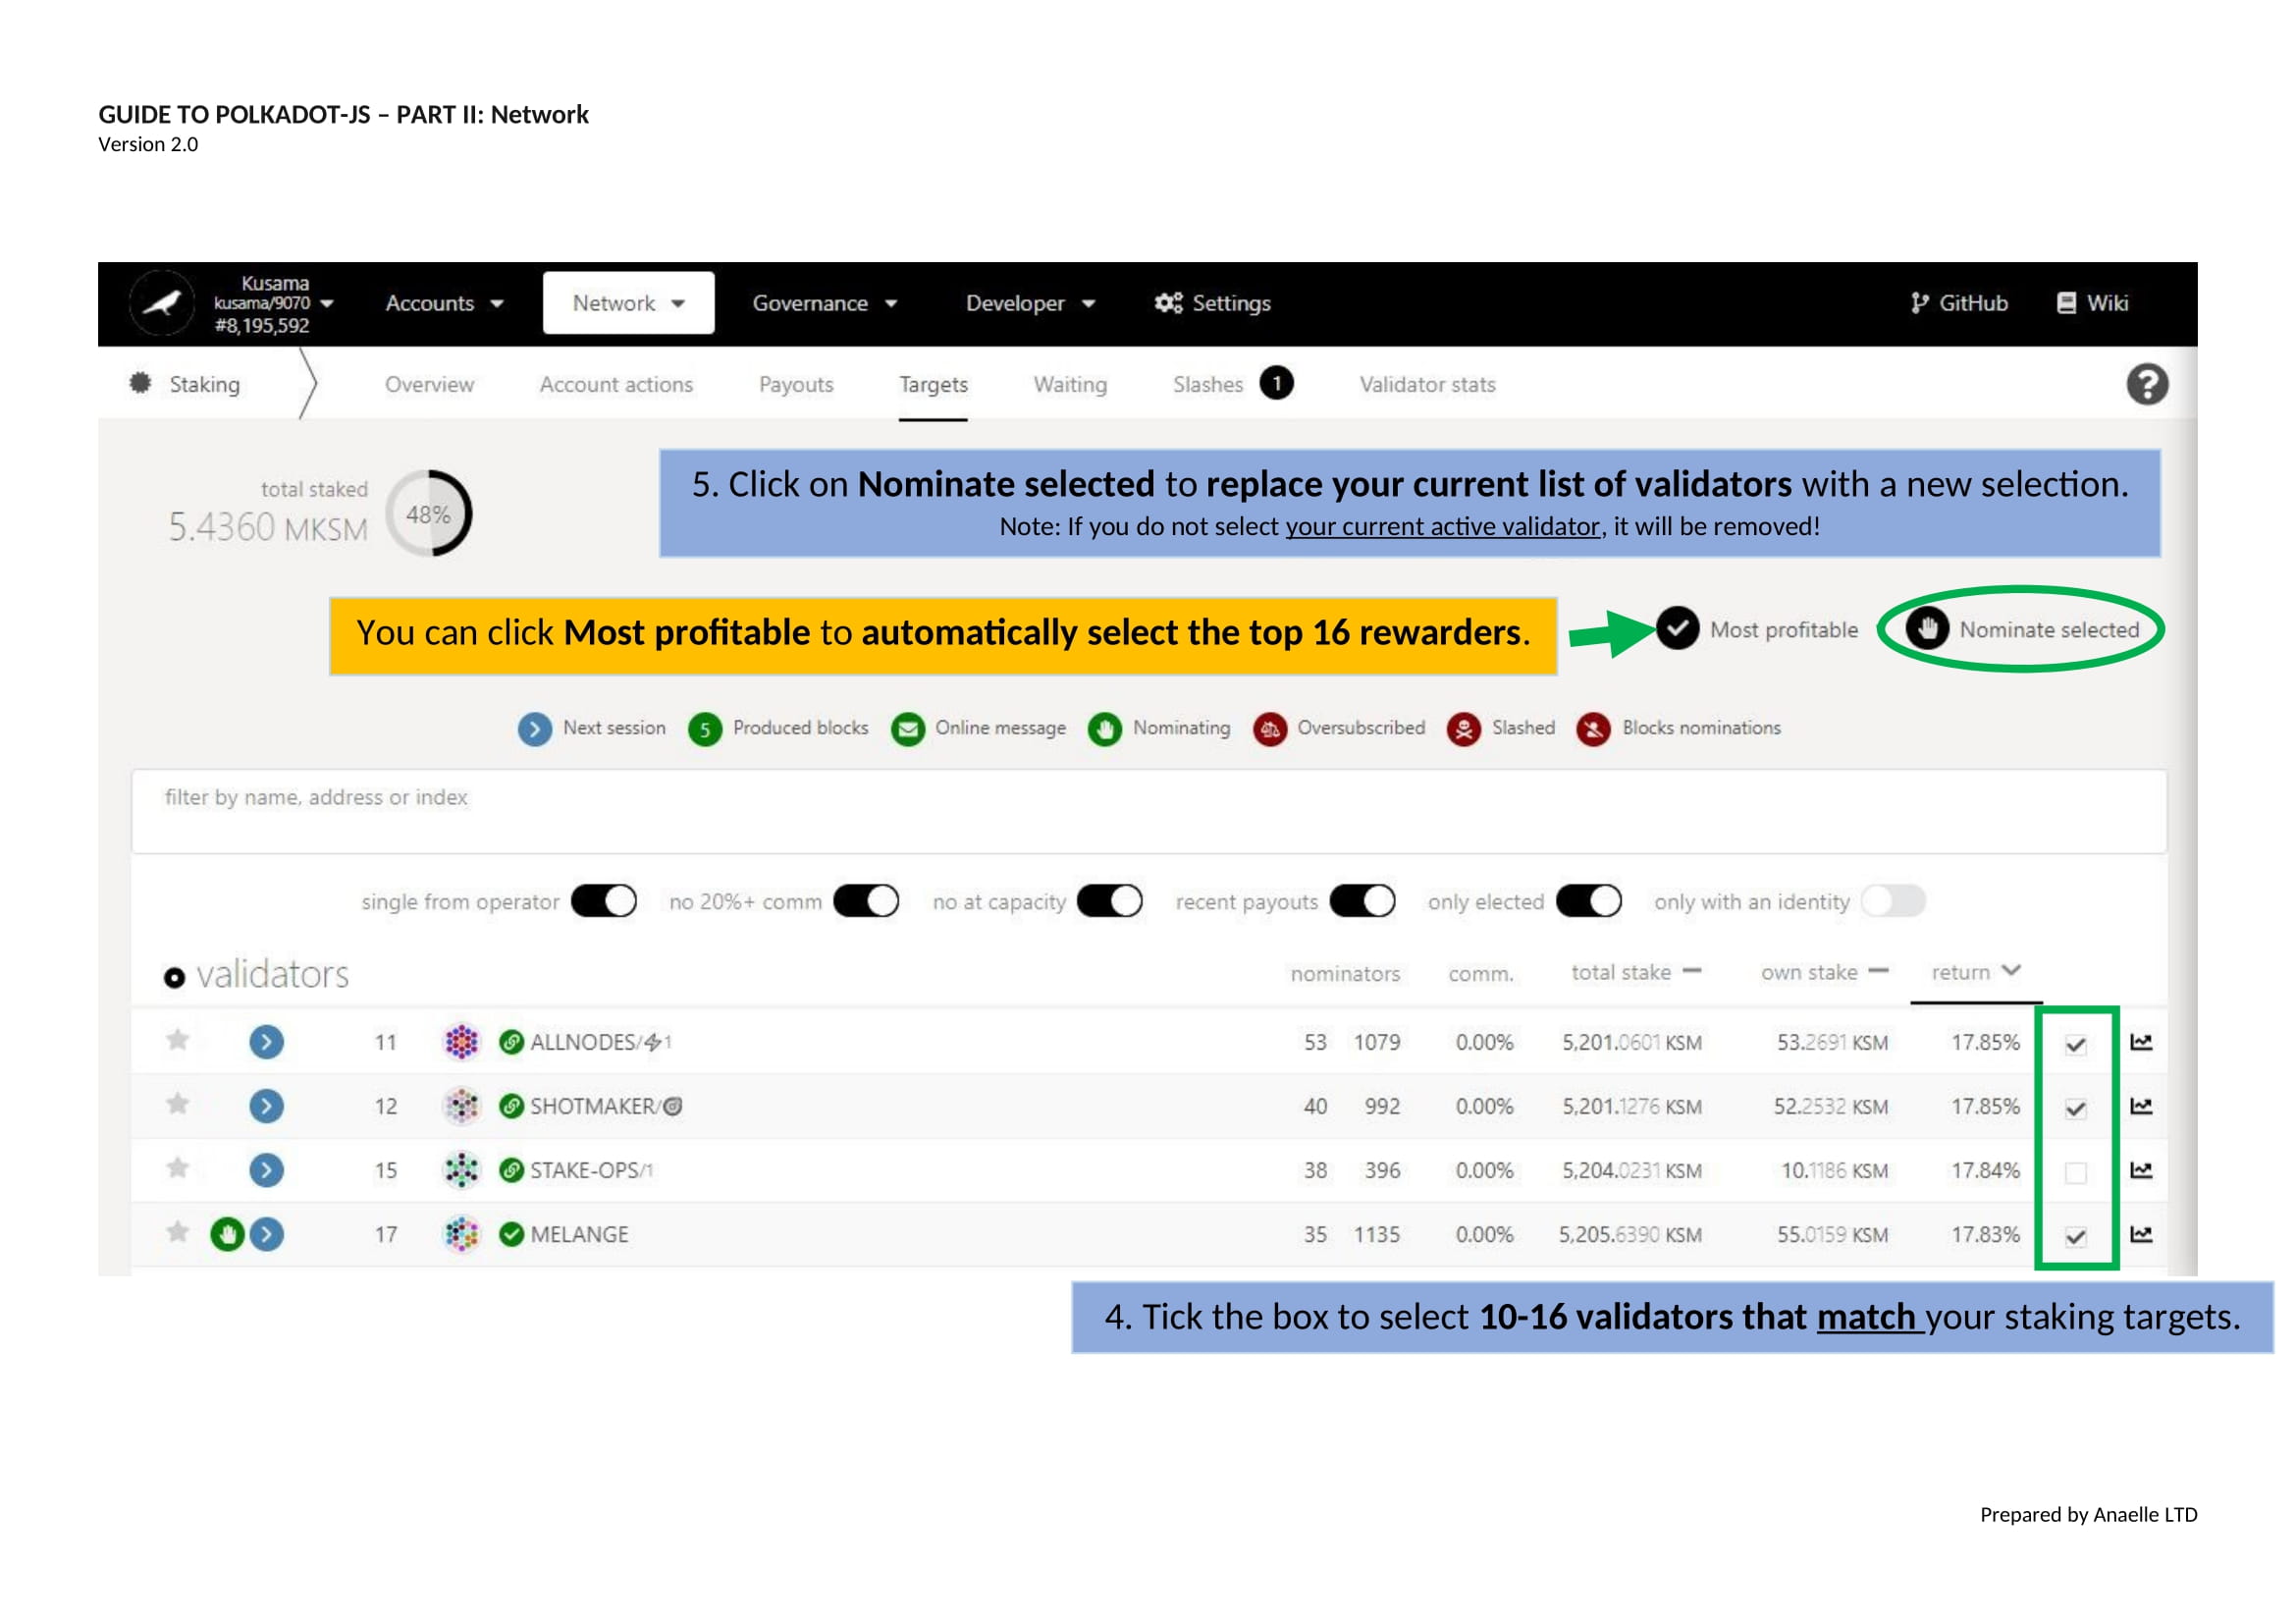 GUIDE TO POLKADOT-JS – PART II: Network
Version 2.0
Kusama
kusama/9070
#8,195,592
Accounts
Network
Governance
Developer
Settings
GitHub
Wiki
Staking
Overview
Account actions
Payouts
Targets
Waiting
Slashes 1
Validator stats
?
total staked
5.4360 MKSM
48%
5. Click on Nominate selected to replace your current list of validators with a new selection.
Note: If you do not select your current active validator, it will be removed!
You can click Most profitable to automatically select the top 16 rewarders.
Most profitable
Nominate selected
Next session 5 Produced blocks Online message Nominating Oversubscribed Slashed Blocks nominations
filter by name, address or index
single from operator no 20%+ comm no at capacity recent payouts only elected only with an identity
validators nominators comm. total stake own stake return
11 ALLNODES/⚡1 53 1079 0.00% 5,201.0601 KSM 53.2691 KSM 17.85%
12 SHOTMAKER/ 40 992 0.00% 5,201.1276 KSM 52.2532 KSM 17.85%
15 STAKE-OPS/1 38 396 0.00% 5,204.0231 KSM 10.1186 KSM 17.84%
17 MELANGE 35 1135 0.00% 5,205.6390 KSM 55.0159 KSM 17.83%
4. Tick the box to select 10-16 validators that match your staking targets.
Prepared by Anaelle LTD